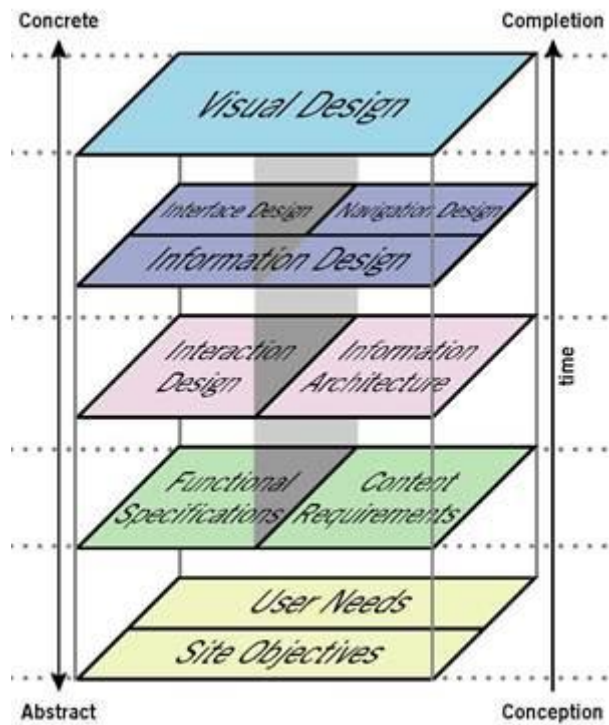 Concrete
Completion
Visual Design
Interface Design
Navigation Design
Information Design
Interaction
Design
Information
Architecture
time
Functional
Specifications
Content
Requirements
User Needs
Site Objectives
Abstract
Conception